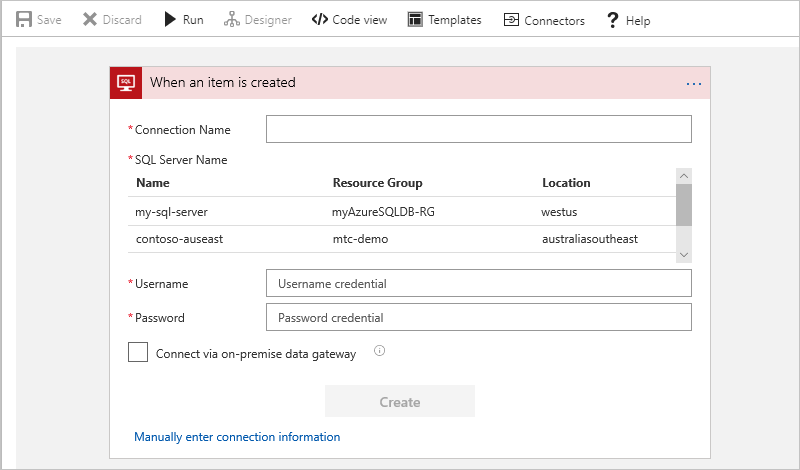 Save Discard Run Designer Code view Templates Connectors Help
SQL When an item is created ...
*Connection Name
*SQL Server Name
Name Resource Group Location
my-sql-server myAzureSQLDB-RG westus
contoso-auseast mtc-demo australiasoutheast
*Username Username credential
*Password Password credential
Connect via on-premise data gateway
Create
Manually enter connection information